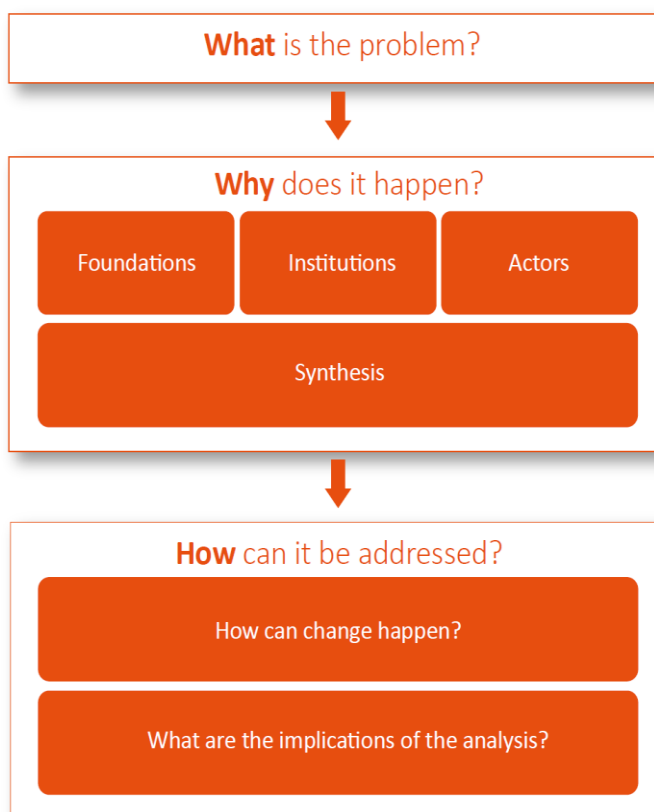 What is the problem?
Why does it happen?
Foundations
Institutions
Actors
Synthesis
How can it be addressed?
How can change happen?
What are the implications of the analysis?